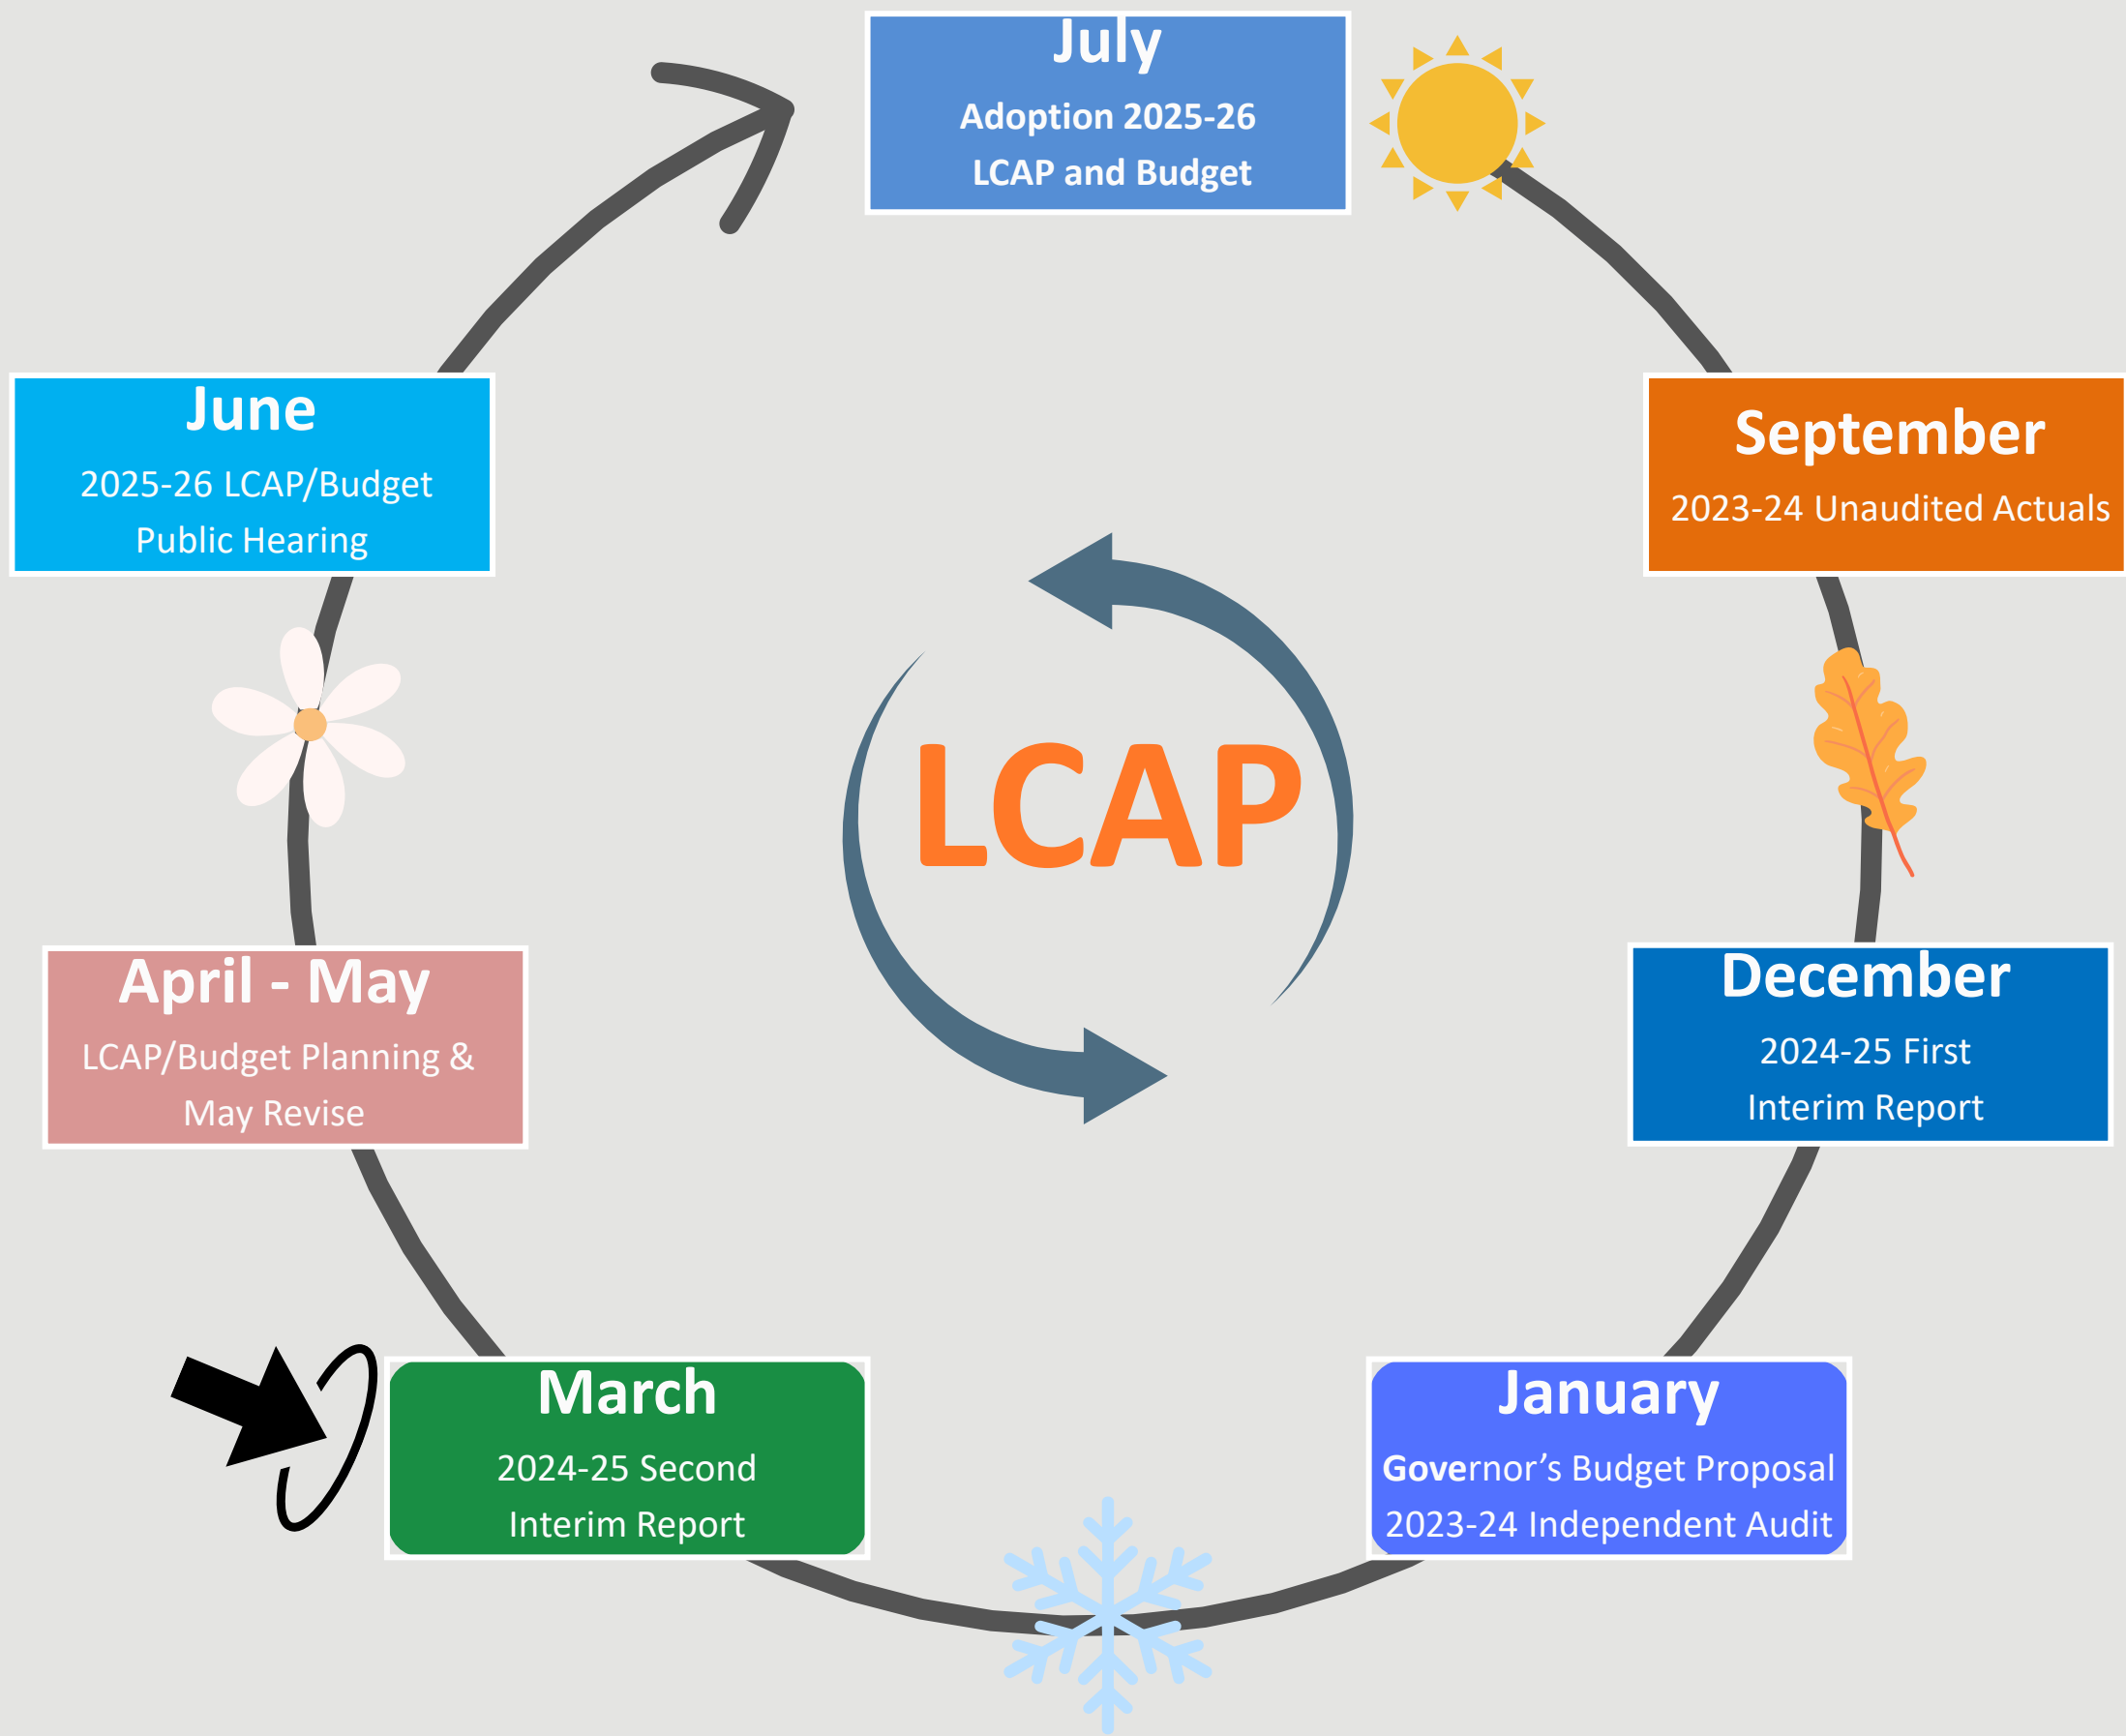 July
Adoption 2025-26
LCAP and Budget
September
2023-24 Unaudited Actuals
December
2024-25 First
Interim Report
January
Governor’s Budget Proposal
2023-24 Independent Audit
March
2024-25 Second
Interim Report
April - May
LCAP/Budget Planning &
May Revise
June
2025-26 LCAP/Budget
Public Hearing
LCAP